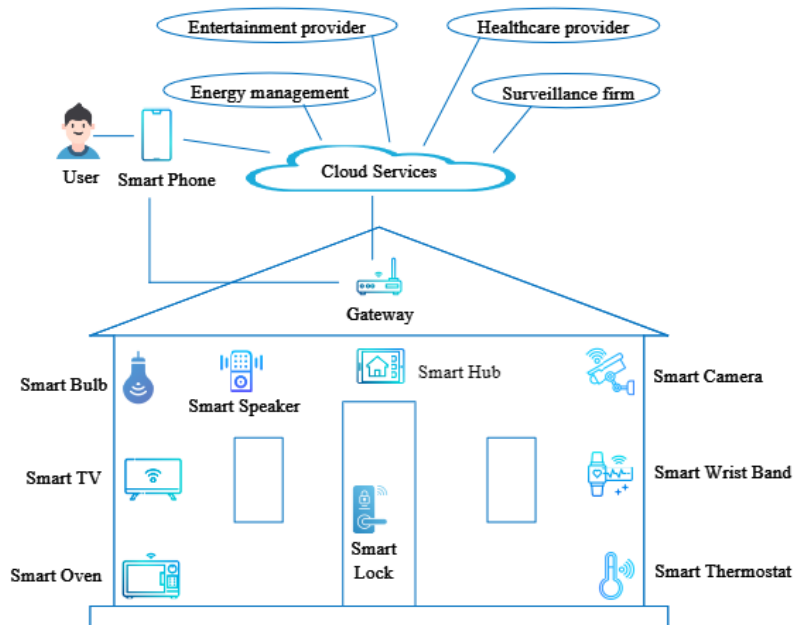 Entertainment provider
Healthcare provider
Energy management
Surveillance firm
Cloud Services
User
Smart Phone
Gateway
Smart Bulb
Smart Speaker
Smart Hub
Smart Camera
Smart TV
Smart Wrist Band
Smart
Lock
Smart Oven
Smart Thermostat